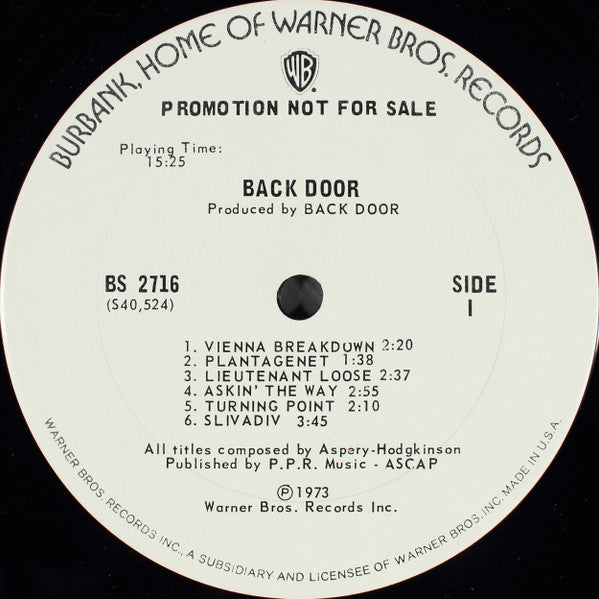 BURBANK, HOME OF WARNER BROS. RECORDS
WB
PROMOTION NOT FOR SALE
Playing Time:
15:25
BACK DOOR
Produced by BACK DOOR
BS 2716
(S40,524)
SIDE
1
1. VIENNA BREAKDOWN 2:20
2. PLANTAGENET 1:38
3. LIEUTENANT LOOSE 2:37
4. ASKIN' THE WAY 2:55
5. TURNING POINT 2:10
6. SLIVADIV 3:45
All titles composed by Aspery-Hodgkinson
Published by P.P.R. Music - ASCAP
Ⓟ1973
Warner Bros. Records Inc.
WARNER BROS. RECORDS INC., A SUBSIDIARY AND LICENSEE OF WARNER BROS. INC. MADE IN U.S.A.